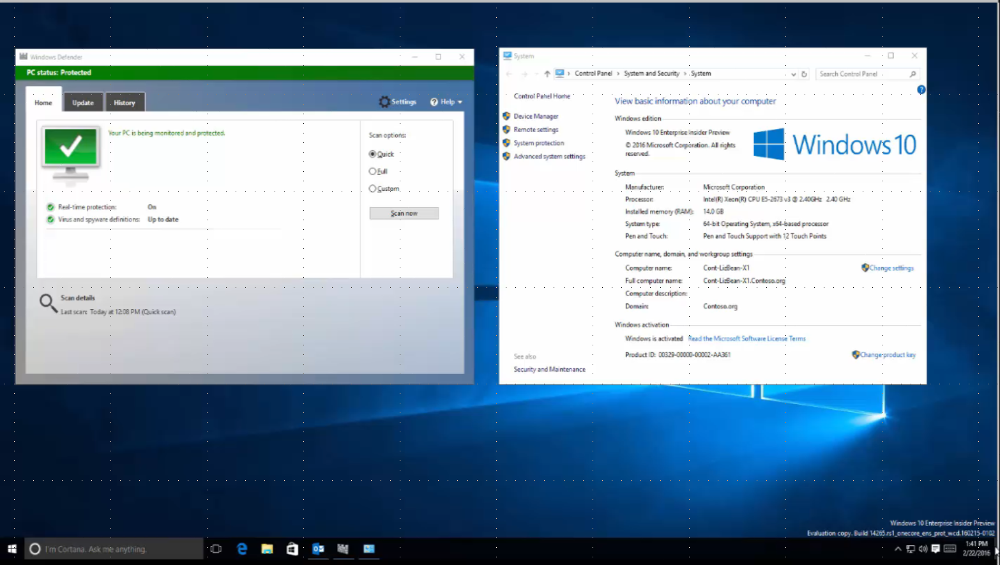 Windows Defender
PC status: Protected
Home
Update
History
Settings
Help
Your PC is being monitored and protected.
Scan options:
Quick
Full
Custom
Scan now
Real-time protection: On
Virus and spyware definitions: Up to date
Scan details
Last scan: Today at 12:08 PM (Quick scan)
System
Control Panel > System and Security > System
Search Control Panel
Control Panel Home
Device Manager
Remote settings
System protection
Advanced system settings
See also
Security and Maintenance
View basic information about your computer
Windows edition
Windows 10 Enterprise Insider Preview
© 2016 Microsoft Corporation. All rights
reserved.
Windows 10
System
Manufacturer: Microsoft Corporation
Processor: Intel(R) Xeon(R) CPU E5-2673 v3 @ 2.40GHz 2.40 GHz
Installed memory (RAM): 14.0 GB
System type: 64-bit Operating System, x64-based processor
Pen and Touch: Pen and Touch Support with 12 Touch Points
Computer name, domain, and workgroup settings
Computer name: Cont-LizBean-X1
Change settings
Full computer name: Cont-LizBean-X1.Contoso.org
Computer description:
Domain: Contoso.org
Windows activation
Windows is activated Read the Microsoft Software License Terms
Product ID: 00329-00000-00002-AA361
Change product key
Windows 10 Enterprise Insider Preview
Evaluation copy. Build 14265.rs1_onecore_ens_prot_wcd.160215-0102
I'm Cortana. Ask me anything.
1:41 PM
2/22/2016